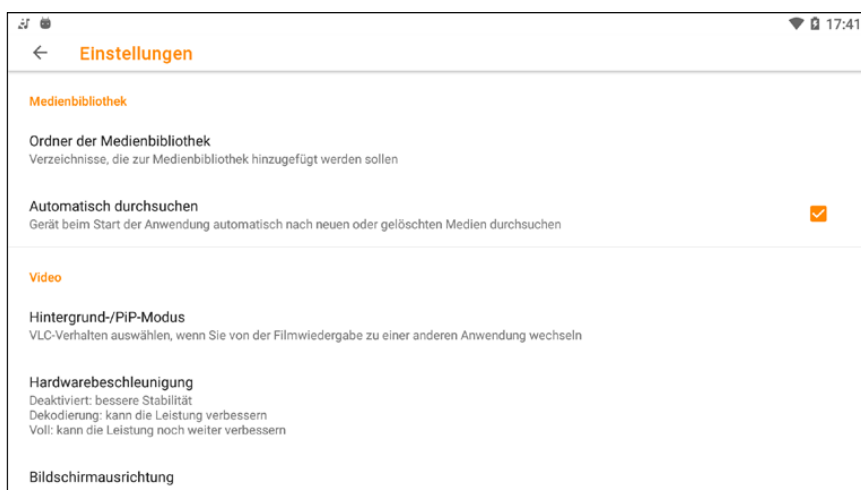 17:41
Einstellungen
Medienbibliothek
Ordner der Medienbibliothek
Verzeichnisse, die zur Medienbibliothek hinzugefügt werden sollen
Automatisch durchsuchen
Gerät beim Start der Anwendung automatisch nach neuen oder gelöschten Medien durchsuchen
Video
Hintergrund-/PiP-Modus
VLC-Verhalten auswählen, wenn Sie von der Filmwiedergabe zu einer anderen Anwendung wechseln
Hardwarebeschleunigung
Deaktiviert: bessere Stabilität
Dekodierung: kann die Leistung verbessern
Voll: kann die Leistung noch weiter verbessern
Bildschirmausrichtung